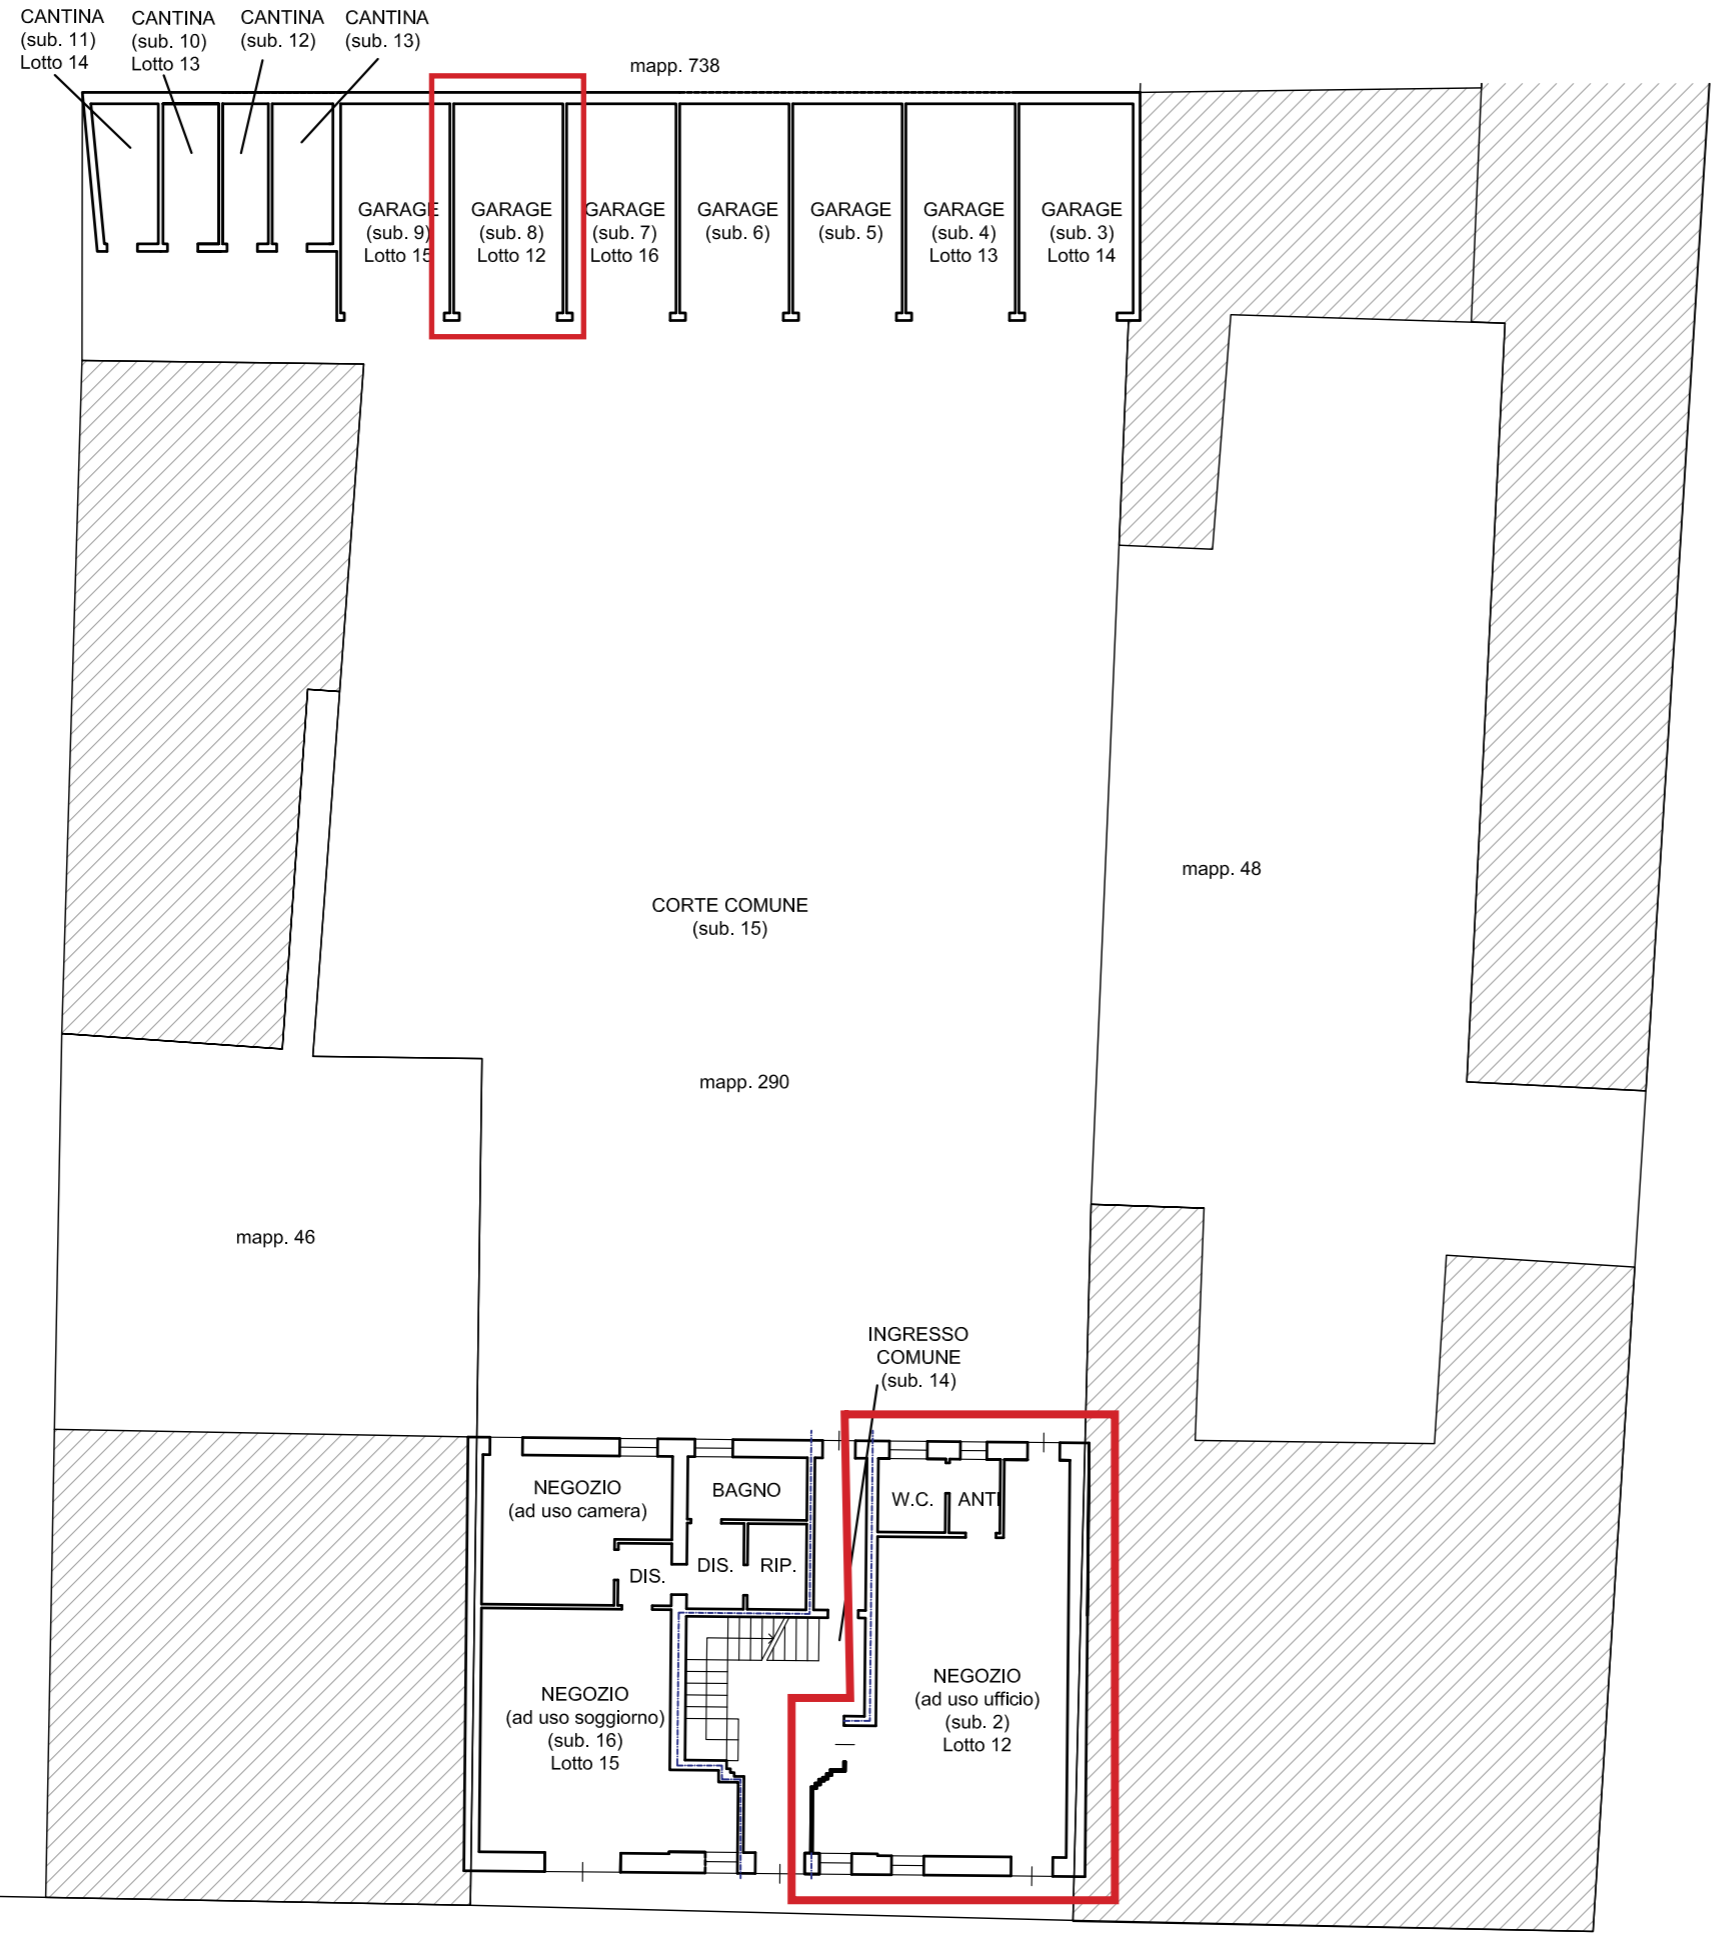 CANTINA
(sub. 11)
Lotto 14
CANTINA
(sub. 10)
Lotto 13
CANTINA
(sub. 12)
CANTINA
(sub. 13)
mapp. 738
GARAGE
(sub. 9)
Lotto 15
GARAGE
(sub. 8)
Lotto 12
GARAGE
(sub. 7)
Lotto 16
GARAGE
(sub. 6)
GARAGE
(sub. 5)
GARAGE
(sub. 4)
Lotto 13
GARAGE
(sub. 3)
Lotto 14
mapp. 48
CORTE COMUNE
(sub. 15)
mapp. 290
mapp. 46
INGRESSO
COMUNE
(sub. 14)
NEGOZIO
(ad uso camera)
BAGNO
W.C.
ANTI
DIS.
DIS.
RIP.
NEGOZIO
(ad uso soggiorno)
(sub. 16)
Lotto 15
NEGOZIO
(ad uso ufficio)
(sub. 2)
Lotto 12